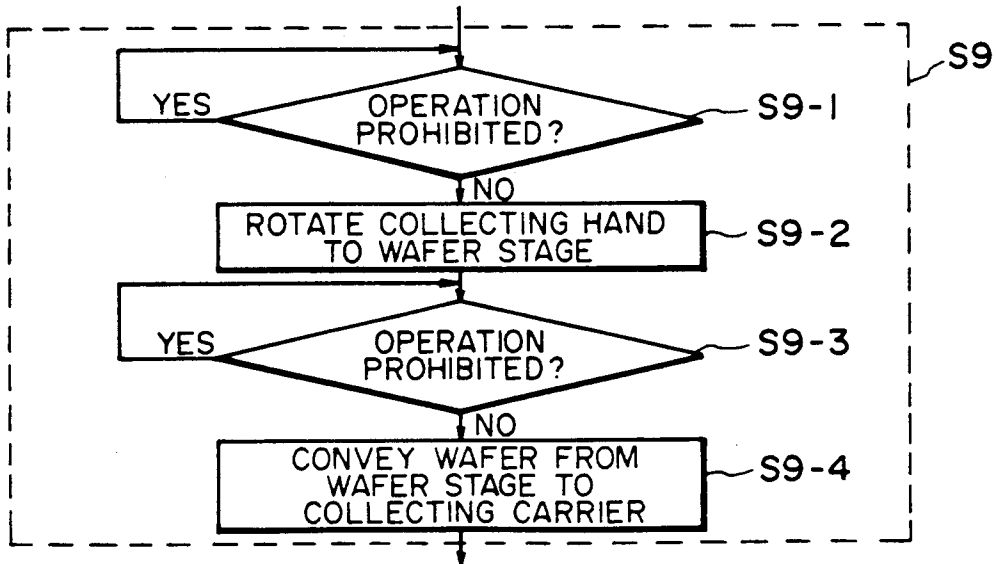 S9
OPERATION
PROHIBITED?
YES
S9-1
NO
ROTATE COLLECTING HAND
TO WAFER STAGE
S9-2
OPERATION
PROHIBITED?
YES
S9-3
NO
CONVEY WAFER FROM
WAFER STAGE TO
COLLECTING CARRIER
S9-4